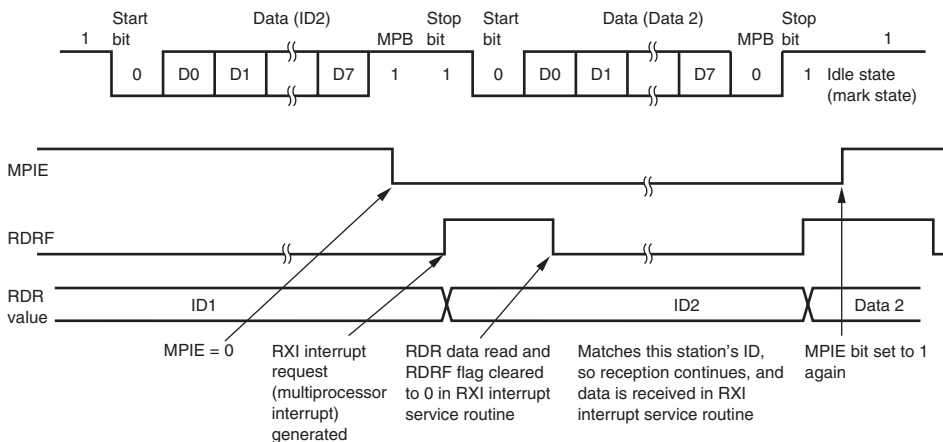 Start bit
Data (ID2)
MPB
Stop bit
Start bit
Data (Data 2)
MPB
Stop bit
1
1
0
D0
D1
D7
1
1
0
D0
D1
D7
0
1
Idle state
(mark state)
MPIE
RDRF
RDR
value
ID1
ID2
Data 2
MPIE = 0
RXI interrupt
request
(multiprocessor
interrupt)
generated
RDR data read and
RDRF flag cleared
to 0 in RXI interrupt
service routine
Matches this station's ID,
so reception continues, and
data is received in RXI
interrupt service routine
MPIE bit set to 1
again